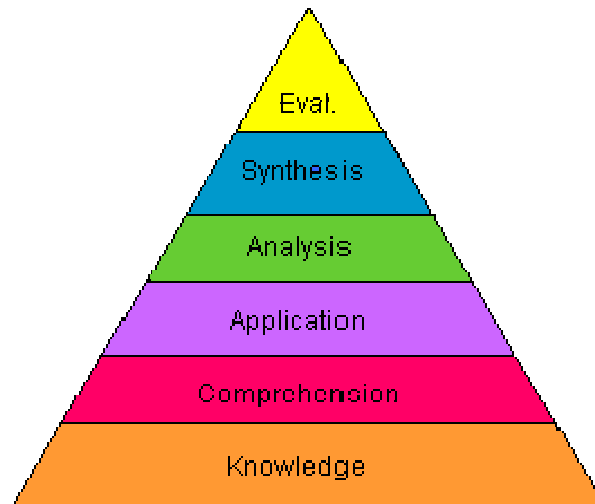 Eval.
Synthesis
Analysis
Application
Comprehension
Knowledge